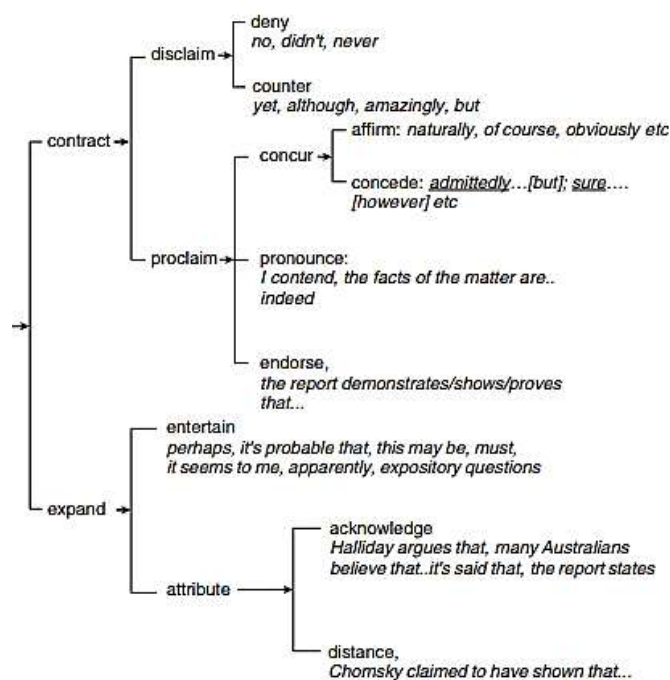 deny
no, didn't, never
disclaim
counter
yet, although, amazingly, but
contract
affirm: naturally, of course, obviously etc
concur
concede: admittedly...[but]; sure....
[however] etc
proclaim
pronounce:
I contend, the facts of the matter are..
indeed
endorse,
the report demonstrates/shows/proves
that...
entertain
perhaps, it's probable that, this may be, must,
it seems to me, apparently, expository questions
expand
acknowledge
Halliday argues that, many Australians
believe that..it's said that, the report states
attribute
distance,
Chomsky claimed to have shown that...